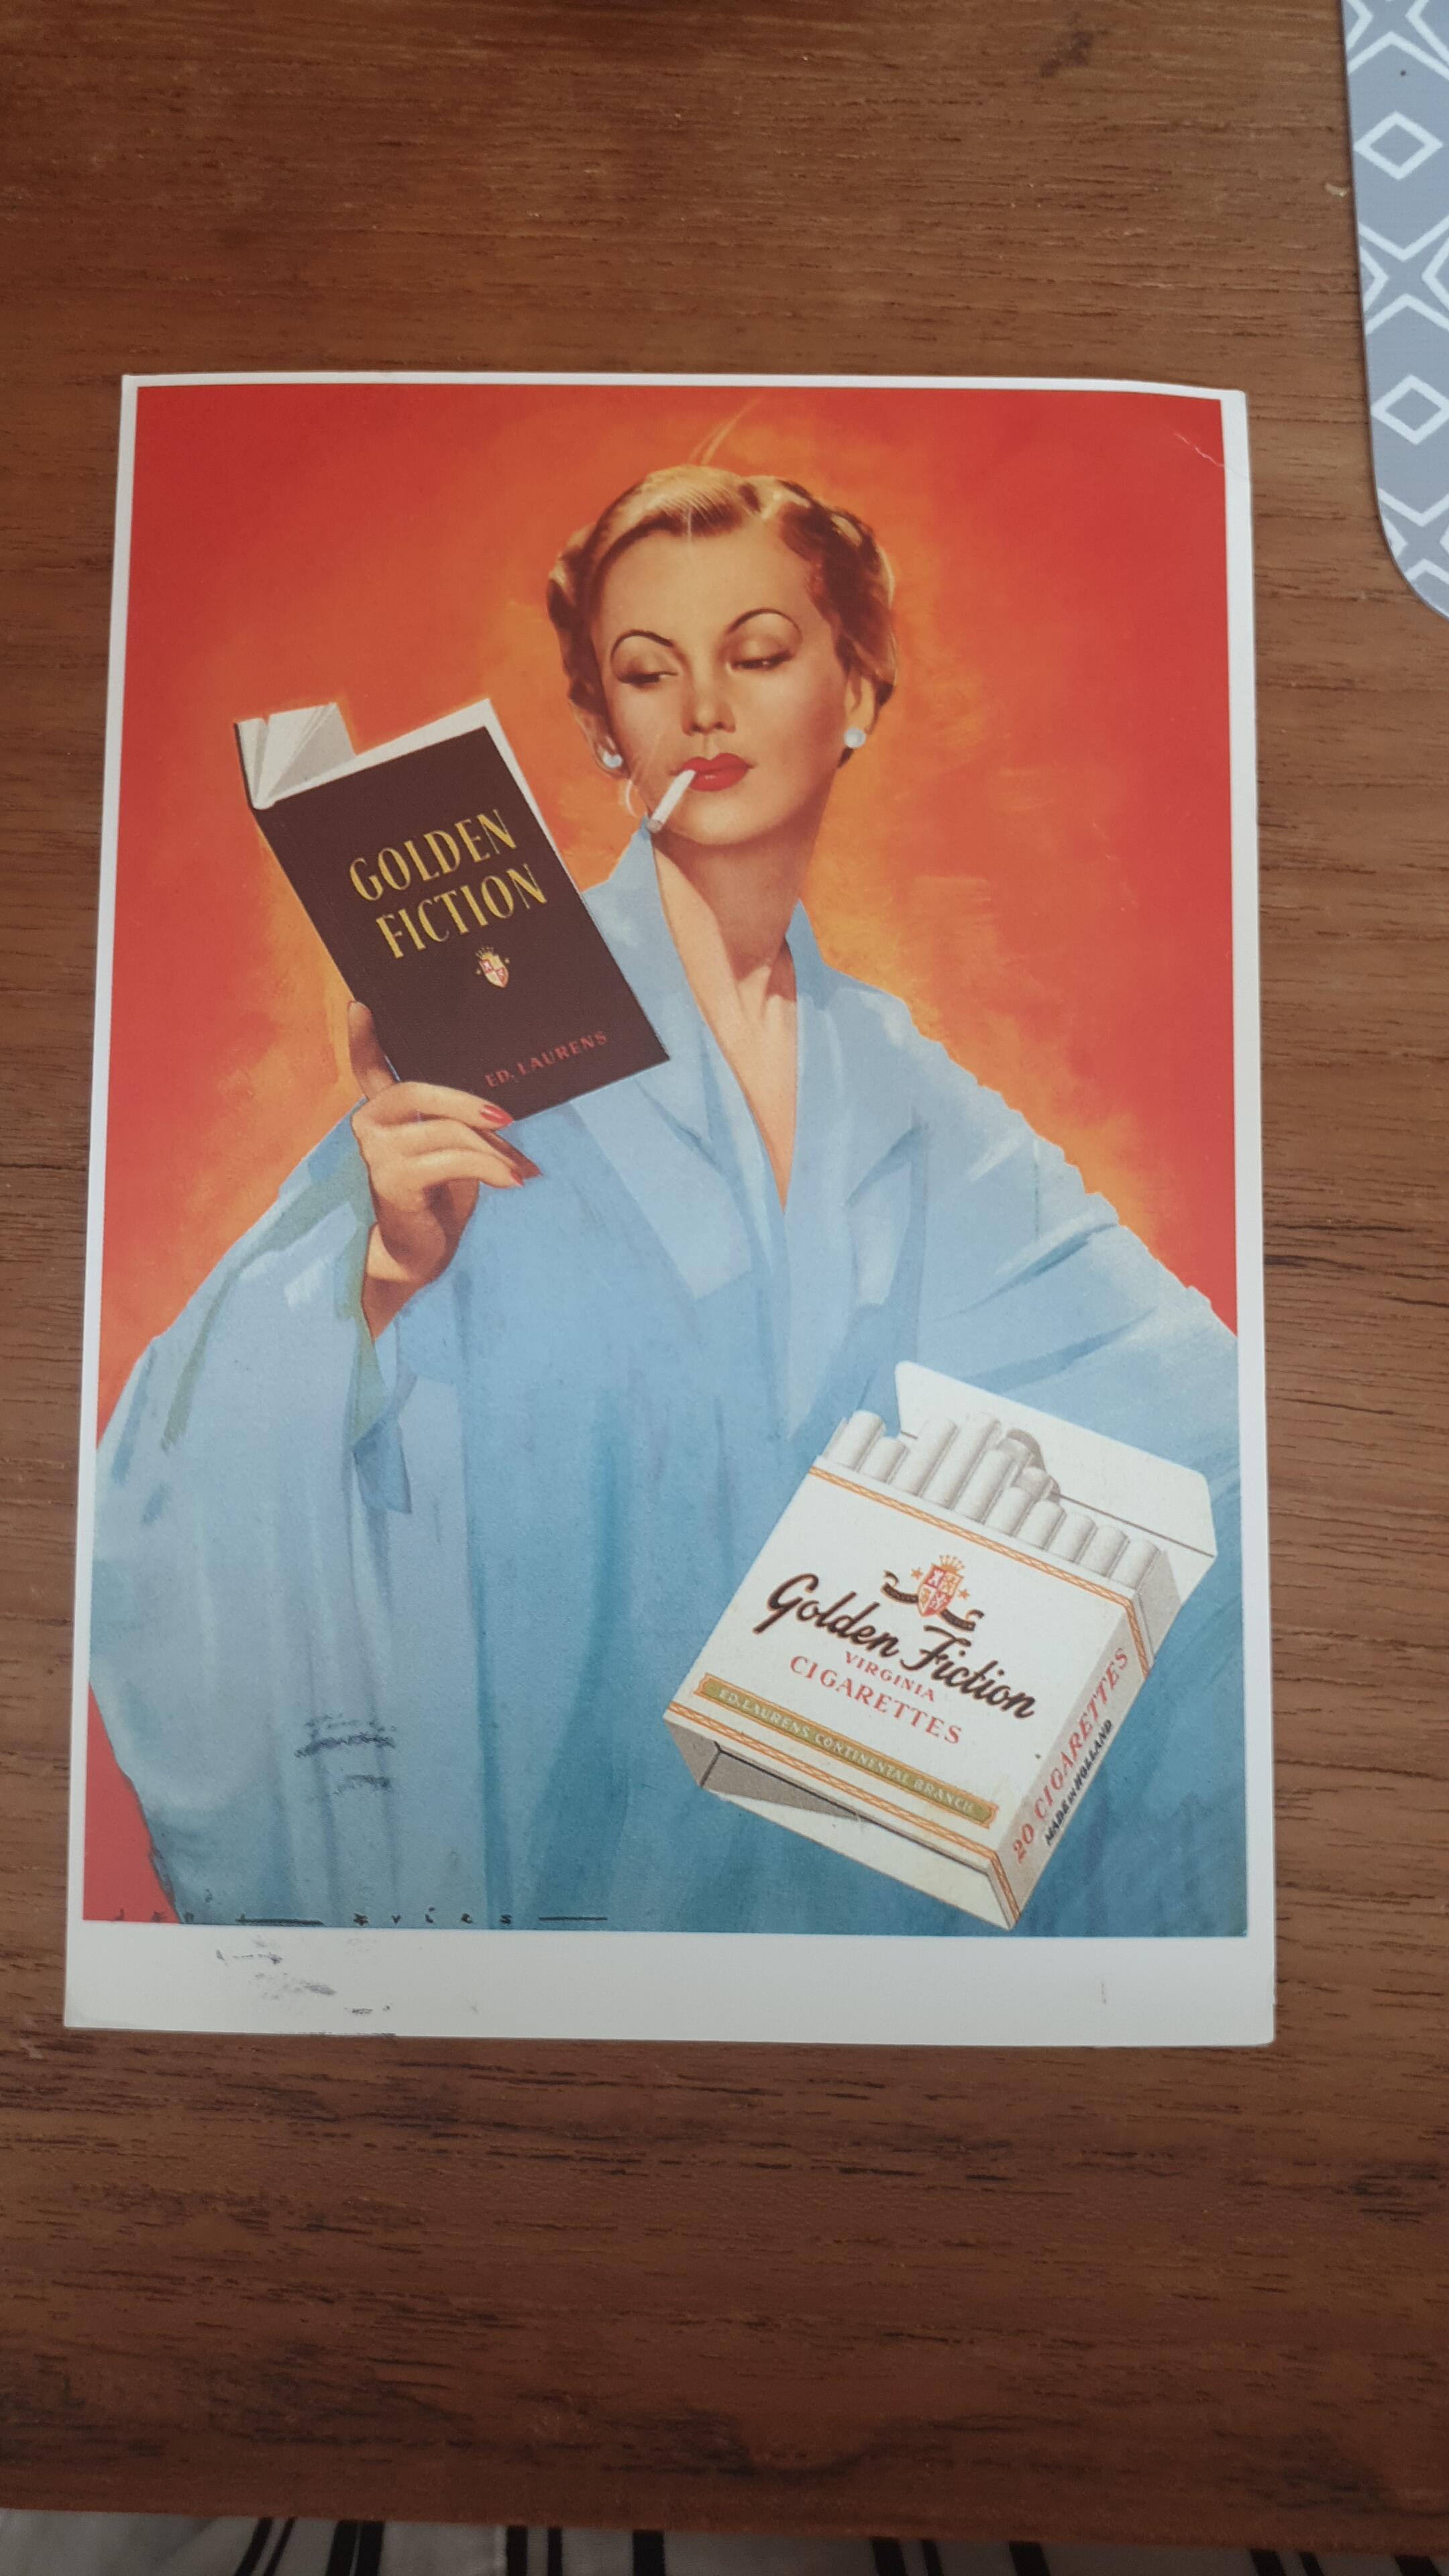 GOLDEN
FICTION
ED. LAURENS
Golden Fiction
VIRGINIA
CIGARETTES
ED. LAURENS CONTINENTAL BRANCH
20 CIGARETTES
MADE IN HOLLAND